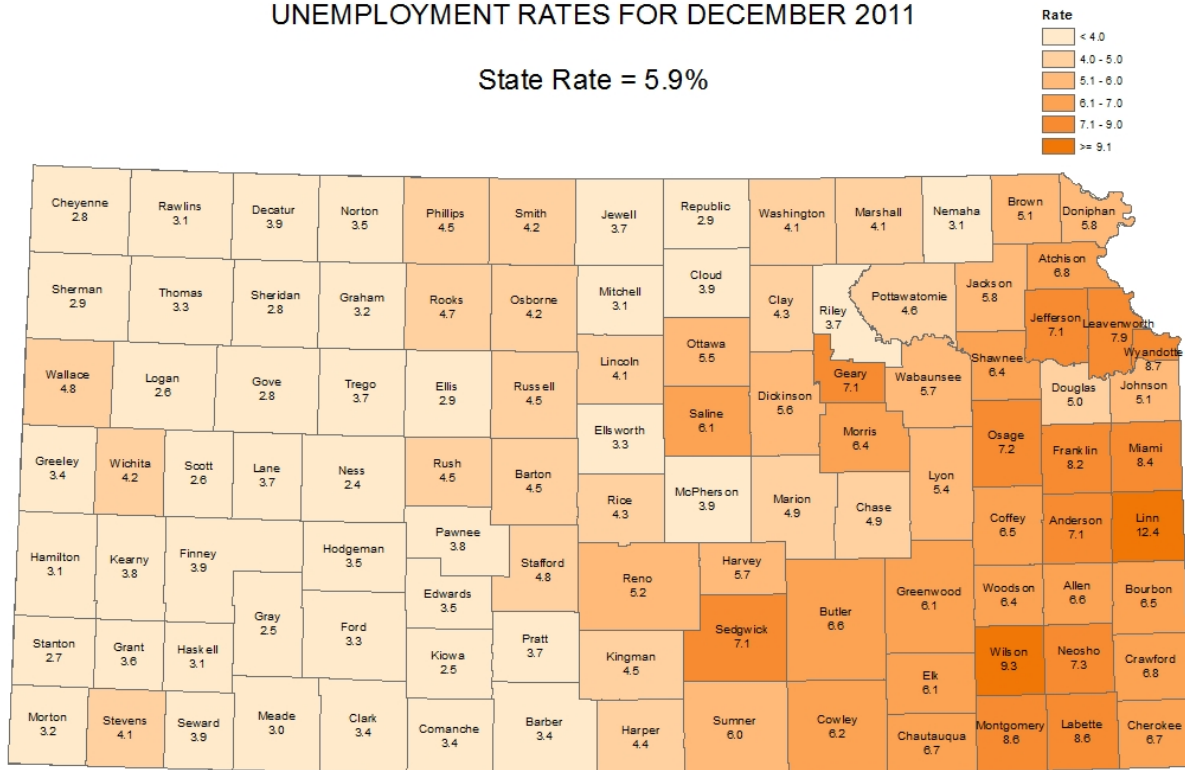 UNEMPLOYMENT RATES FOR DECEMBER 2011
State Rate = 5.9%
Rate
< 4.0
4.0 - 5.0
5.1 - 6.0
6.1 - 7.0
7.1 - 9.0
>= 9.1
Cheyenne
2.8
Rawlins
3.1
Decatur
3.9
Norton
3.5
Phillips
4.5
Smith
4.2
Jewell
3.7
Republic
2.9
Washington
4.1
Marshall
4.1
Nemaha
3.1
Brown
5.1
Doniphan
5.8
Sherman
2.9
Thomas
3.3
Sheridan
2.8
Graham
3.2
Rooks
4.7
Osborne
4.2
Mitchell
3.1
Cloud
3.9
Clay
4.3
Riley
3.7
Pottawatomie
4.6
Jackson
5.8
Atchison
6.8
Jefferson
7.1
Leavenworth
7.9
Wyandotte
8.7
Wallace
4.8
Logan
2.6
Gove
2.8
Trego
3.7
Ellis
2.9
Russell
4.5
Lincoln
4.1
Ottawa
5.5
Saline
6.1
Dickinson
5.6
Geary
7.1
Wabaunsee
5.7
Shawnee
6.4
Douglas
5.0
Johnson
5.1
Greeley
3.4
Wichita
4.2
Scott
2.6
Lane
3.7
Ness
2.4
Rush
4.5
Barton
4.5
Ellsworth
3.3
Rice
4.3
McPherson
3.9
Marion
4.9
Morris
6.4
Chase
4.9
Lyon
5.4
Osage
7.2
Franklin
8.2
Miami
8.4
Hamilton
3.1
Kearny
3.8
Finney
3.9
Hodgeman
3.5
Pawnee
3.8
Stafford
4.8
Edwards
3.5
Reno
5.2
Harvey
5.7
Coffey
6.5
Anderson
7.1
Linn
12.4
Gray
2.5
Ford
3.3
Kiowa
2.5
Pratt
3.7
Kingman
4.5
Sedgwick
7.1
Butler
6.6
Greenwood
6.1
Woodson
6.4
Allen
6.6
Bourbon
6.5
Stanton
2.7
Grant
3.6
Haskell
3.1
Elk
6.1
Wilson
9.3
Neosho
7.3
Crawford
6.8
Morton
3.2
Stevens
4.1
Seward
3.9
Meade
3.0
Clark
3.4
Comanche
3.4
Barber
3.4
Harper
4.4
Sumner
6.0
Cowley
6.2
Chautauqua
6.7
Montgomery
8.6
Labette
8.6
Cherokee
6.7